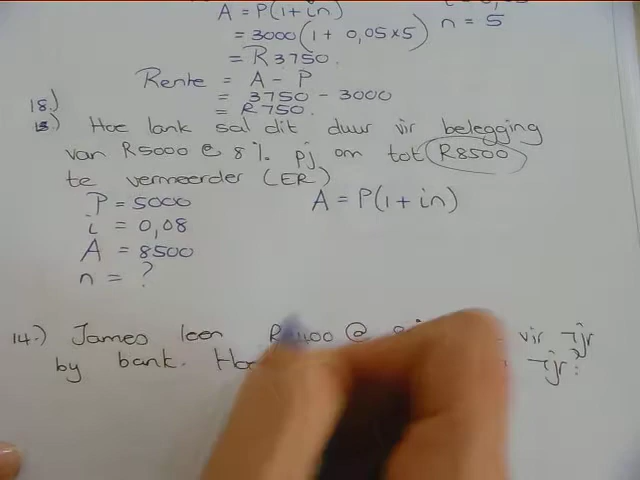 A = P(1 + in)
= 3000(1 + 0,05×5)
n = 5
= R3750.
Rente = A - P
= 3750 - 3000
= R750.
18.)
13.) Hoe lank sal dit duur vir belegging
van R5000 @ 8% pj om tot R8500
te vermeerder (ER)
P = 5000
A = P(1 + in)
i = 0,08
A = 8500
n = ?
14.) James leen @ vir 7jr
by bank. 7jr?